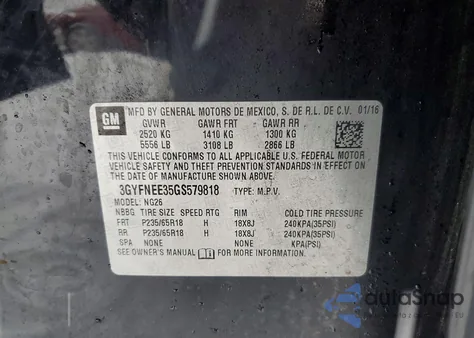 GM
MFD BY GENERAL MOTORS DE MEXICO, S. DE R.L. DE C.V. 01/16
GVWR GAWR FRT GAWR RR
2520 KG 1410 KG 1300 KG
5556 LB 3108 LB 2866 LB
THIS VEHICLE CONFORMS TO ALL APPLICABLE U.S. FEDERAL
MOTOR VEHICLE SAFETY, BUMPER, AND THEFT PREVENTION STANDARDS IN EFFECT ON
THE DATE OF MANUFACTURE SHOWN ABOVE.
3GYFNEE35GS579818 TYPE: M.P.V.
MODEL: NG26
NBBG TIRE SIZE SPEED RTG RIM COLD TIRE PRESSURE
FRT P235/65R18 H 18X8J 240KPA(35PSI)
RR P235/65R18 H 18X8J 240KPA(35PSI)
SPA NONE NONE KPA(PSI)
SEE OWNER'S MANUAL FOR MORE INFORMATION.
autaSnap